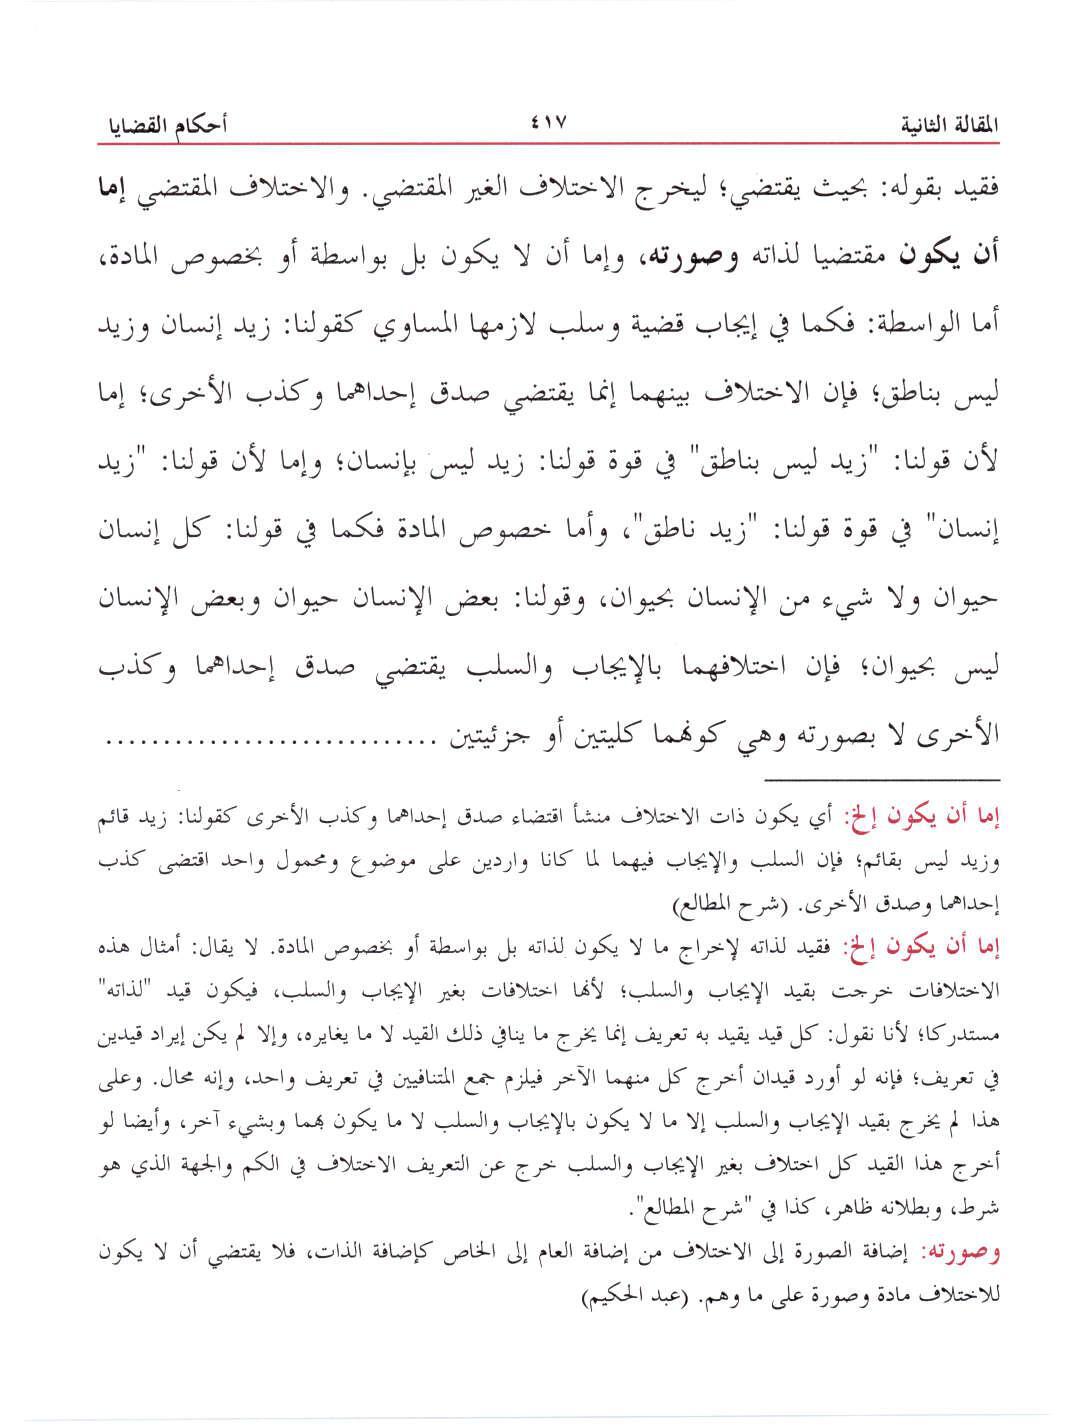 المقالة الثانية ٤١٧ أحكام القضايا
فقيد بقوله: بحيث يقتضي؛ ليخرج الاختلاف الغير المقتضي. والاختلاف المقتضي إما
أن يكون مقتضيا لذاته وصورته، وإما أن لا يكون بل بواسطة أو بخصوص المادة،
أما الواسطة: فكما في إيجاب قضية وسلب لازمها المساوي كقولنا: زيد إنسان وزيد
ليس بناطق؛ فإن الاختلاف بينهما إنما يقتضي صدق إحداهما وكذب الأخرى؛ إما
لأن قولنا: "زيد ليس بناطق" في قوة قولنا: زيد ليس بإنسان؛ وإما لأن قولنا: "زيد
إنسان" في قوة قولنا: "زيد ناطق"، وأما خصوص المادة فكما في قولنا: كل إنسان
حيوان ولا شيء من الإنسان بحيوان، وقولنا: بعض الإنسان حيوان وبعض الإنسان
ليس بحيوان؛ فإن اختلافهما بالإيجاب والسلب يقتضي صدق إحداهما وكذب
الأخرى لا بصورته وهي كونهما كليتين أو جزئيتين .............................
إما أن يكون إلخ: أي يكون ذات الاختلاف منشأ اقتضاء صدق إحداهما وكذب الأخرى كقولنا: زيد قائم
وزيد ليس بقائم؛ فإن السلب والإيجاب فيهما لما كانا واردين على موضوع ومحمول واحد اقتضى كذب
إحداهما وصدق الأخرى. (شرح المطالع)
إما أن يكون إلخ: فقيد لذاته لإخراج ما لا يكون لذاته بل بواسطة أو بخصوص المادة. لا يقال: أمثال هذه
الاختلافات خرجت بقيد الإيجاب والسلب؛ لأنها اختلافات بغير الإيجاب والسلب، فيكون قيد "لذاته"
مستدركا؛ لأنا نقول: كل قيد يقيد به تعريف إنما يخرج ما ينافي ذلك القيد لا ما يغايره، وإلا لم يكن إيراد قيدين
في تعريف؛ فإنه لو أورد قيدان أخرج كل منهما الآخر فيلزم جمع المتنافيين في تعريف واحد، وإنه محال. وعلى
هذا لم يخرج بقيد الإيجاب والسلب إلا ما لا يكون بالإيجاب والسلب لا ما يكون بهما وبشيء آخر، وأيضا لو
أخرج هذا القيد كل اختلاف بغير الإيجاب والسلب خرج عن التعريف الاختلاف في الكم والجهة الذي هو
شرط، وبطلانه ظاهر، كذا في "شرح المطالع".
وصورته: إضافة الصورة إلى الاختلاف من إضافة العام إلى الخاص كإضافة الذات، فلا يقتضي أن لا يكون
للاختلاف مادة وصورة على ما وهم. (عبد الحكيم)